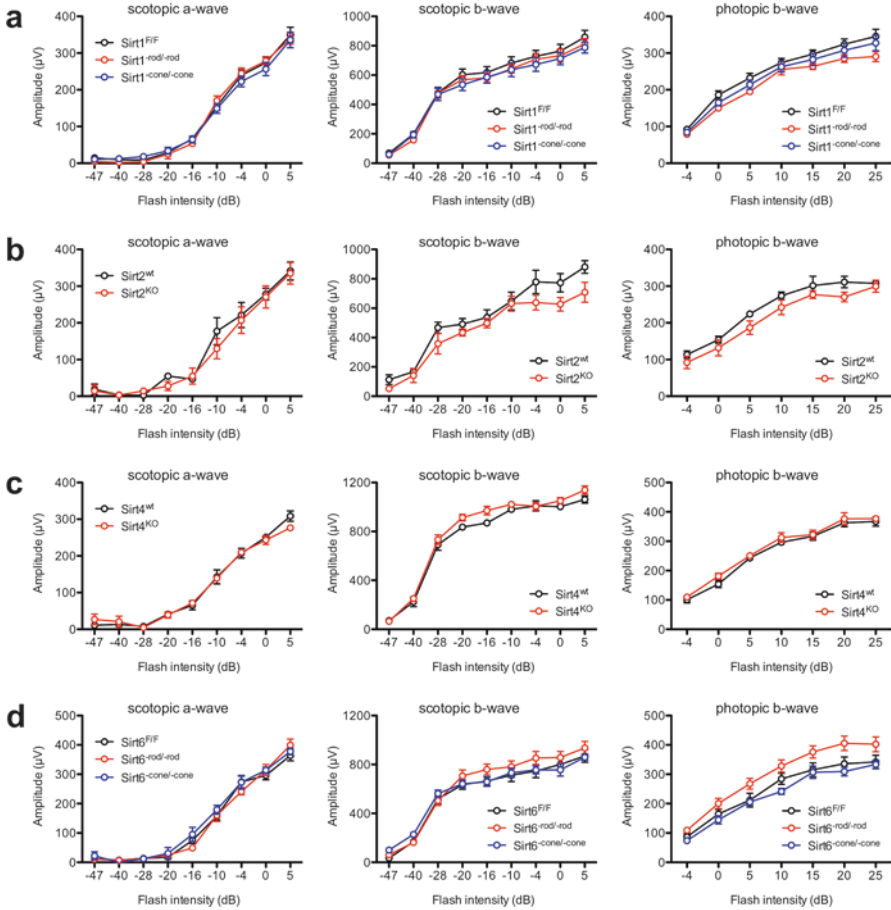 a
scotopic a-wave
Amplitude (µV)
400
300
200
100
0
Sirt1F/F
Sirt1-rod/-rod
Sirt1-cone/-cone
-47 -40 -28 -20 -16 -10 -4 0 5
Flash intensity (dB)
scotopic b-wave
Amplitude (µV)
1000
800
600
400
200
0
Sirt1F/F
Sirt1-rod/-rod
Sirt1-cone/-cone
-47 -40 -28 -20 -16 -10 -4 0 5
Flash intensity (dB)
photopic b-wave
Amplitude (µV)
400
300
200
100
0
Sirt1F/F
Sirt1-rod/-rod
Sirt1-cone/-cone
-4 0 5 10 15 20 25
Flash intensity (dB)
b
scotopic a-wave
Amplitude (µV)
400
300
200
100
0
Sirt2wt
Sirt2KO
-47 -40 -28 -20 -16 -10 -4 0 5
Flash intensity (dB)
scotopic b-wave
Amplitude (µV)
1000
800
600
400
200
0
Sirt2wt
Sirt2KO
-47 -40 -28 -20 -16 -10 -4 0 5
Flash intensity (dB)
photopic b-wave
Amplitude (µV)
400
300
200
100
0
Sirt2wt
Sirt2KO
-4 0 5 10 15 20 25
Flash intensity (dB)
c
scotopic a-wave
Amplitude (µV)
400
300
200
100
0
Sirt4wt
Sirt4KO
-47 -40 -28 -20 -16 -10 -4 0 5
Flash intensity (dB)
scotopic b-wave
Amplitude (µV)
1200
800
400
0
Sirt4wt
Sirt4KO
-47 -40 -28 -20 -16 -10 -4 0 5
Flash intensity (dB)
photopic b-wave
Amplitude (µV)
500
400
300
200
100
0
Sirt4wt
Sirt4KO
-4 0 5 10 15 20 25
Flash intensity (dB)
d
scotopic a-wave
Amplitude (µV)
500
400
300
200
100
0
Sirt6F/F
Sirt6-rod/-rod
Sirt6-cone/-cone
-47 -40 -28 -20 -16 -10 -4 0 5
Flash intensity (dB)
scotopic b-wave
Amplitude (µV)
1200
800
400
0
Sirt6F/F
Sirt6-rod/-rod
Sirt6-cone/-cone
-47 -40 -28 -20 -16 -10 -4 0 5
Flash intensity (dB)
photopic b-wave
Amplitude (µV)
500
400
300
200
100
0
Sirt6F/F
Sirt6-rod/-rod
Sirt6-cone/-cone
-4 0 5 10 15 20 25
Flash intensity (dB)